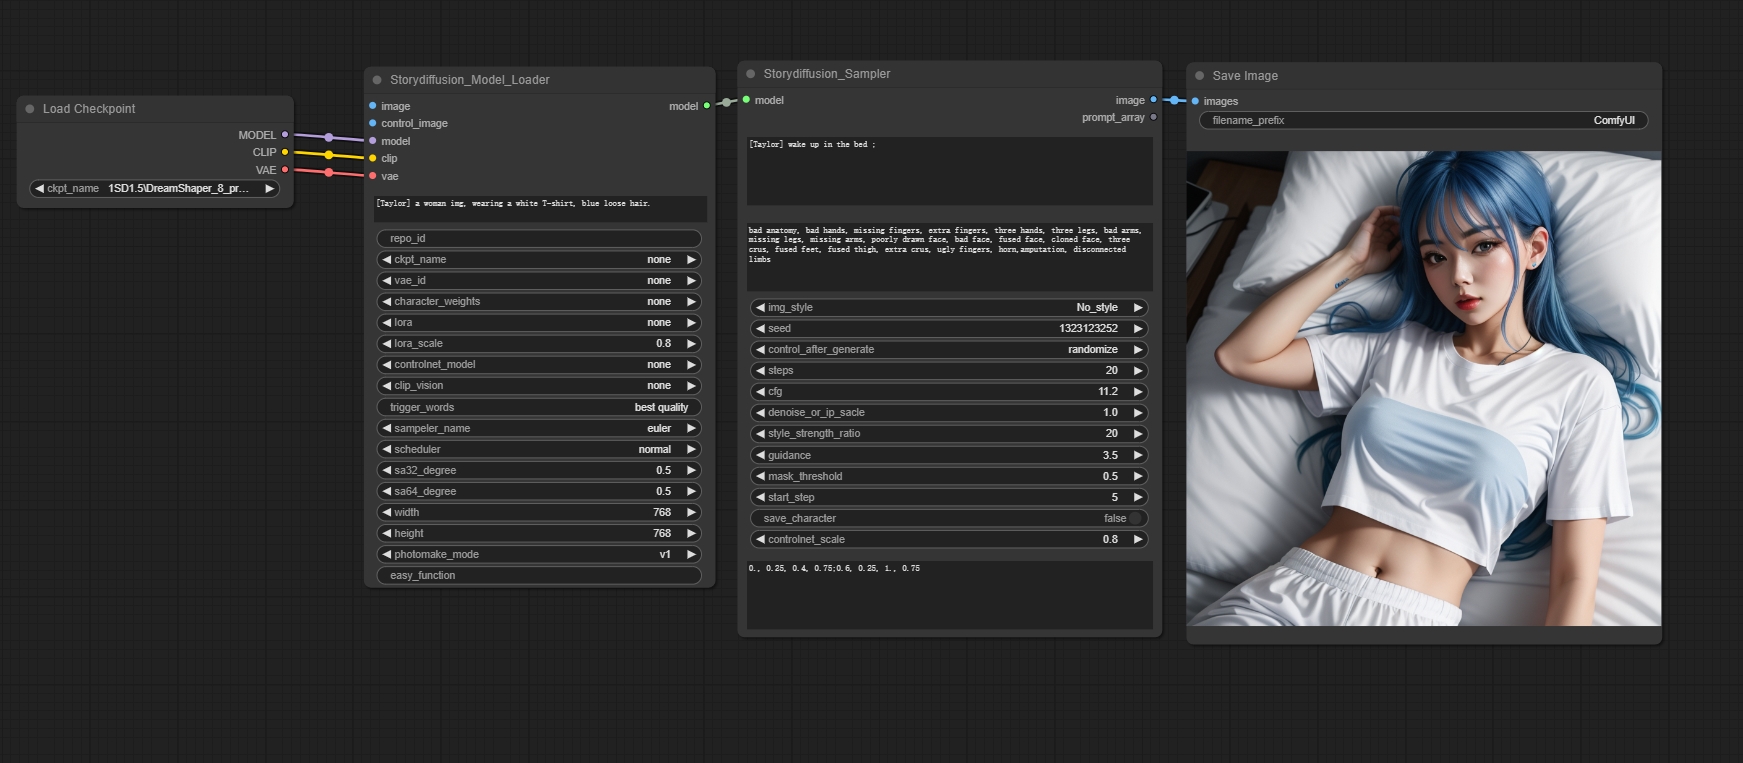 Load Checkpoint
MODEL
CLIP
VAE
ckpt_name 1SD1.5\DreamShaper_8_pr...
Storydiffusion_Model_Loader
image
model
control_image
model
clip
vae
[Taylor] a woman img, wearing a white T-shirt, blue loose hair.
repo_id
ckpt_name none
vae_id none
character_weights none
lora none
lora_scale 0.8
controlnet_model none
clip_vision none
trigger_words best quality
sampeler_name euler
scheduler normal
sa32_degree 0.5
sa64_degree 0.5
width 768
height 768
photomake_mode v1
easy_function
Storydiffusion_Sampler
model
image
prompt_array
[Taylor] wake up in the bed ;
bad anatomy, bad hands, missing fingers, extra fingers, three hands, three legs, bad arms,
missing legs, missing arms, poorly drawn face, bad face, fused face, cloned face, three
crus, fused feet, fused thigh, extra crus, ugly fingers, horn,amputation, disconnected
limbs
img_style No_style
seed 1323123252
control_after_generate randomize
steps 20
cfg 11.2
denoise_or_ip_sacle 1.0
style_strength_ratio 20
guidance 3.5
mask_threshold 0.5
start_step 5
save_character false
controlnet_scale 0.8
0., 0.25, 0.4, 0.75;0.6, 0.25, 1., 0.75
Save Image
images
filename_prefix ComfyUI